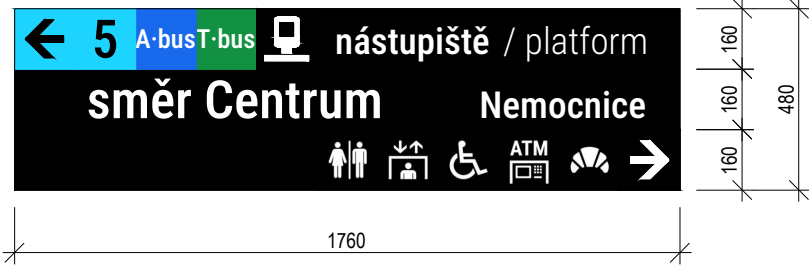 5 A·bus T·bus nástupiště / platform
směr Centrum Nemocnice
ATM
160
160
160
480
1760